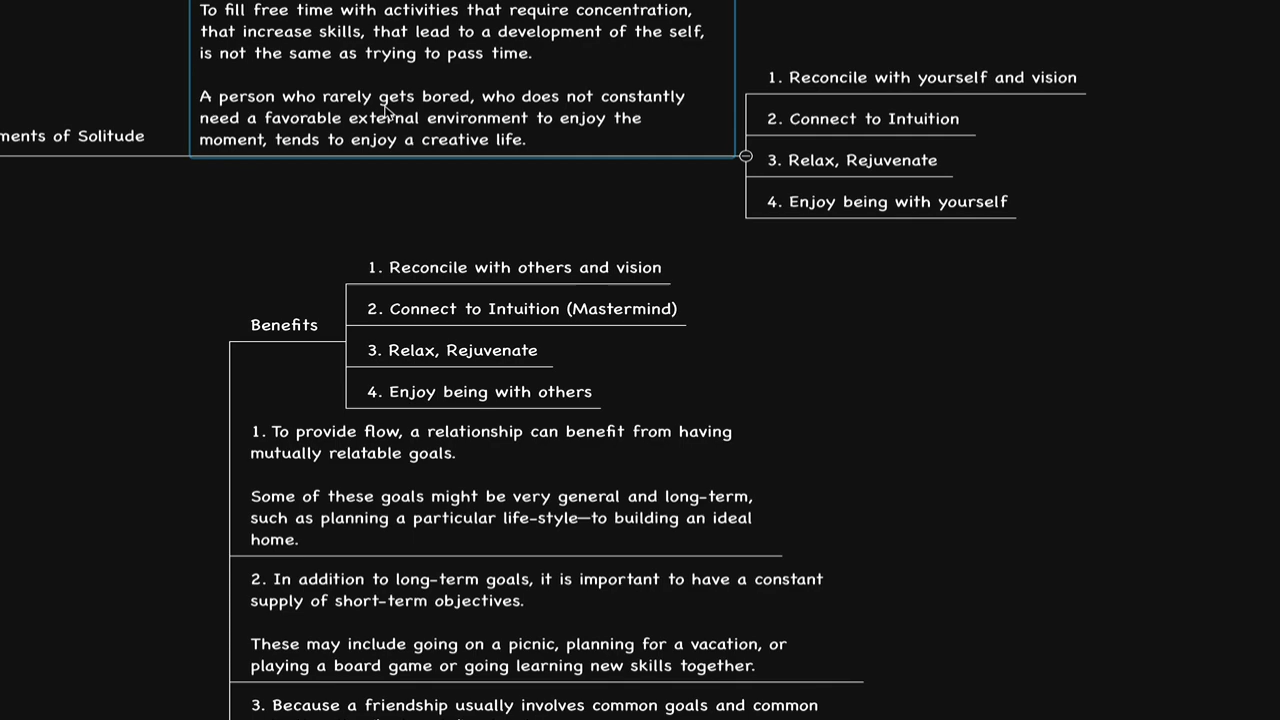 To fill free time with activities that require concentration,
that increase skills, that lead to a development of the self,
is not the same as trying to pass time.
A person who rarely gets bored, who does not constantly
need a favorable external environment to enjoy the
moment, tends to enjoy a creative life.
ments of Solitude
1. Reconcile with yourself and vision
2. Connect to Intuition
3. Relax, Rejuvenate
4. Enjoy being with yourself
Benefits
1. Reconcile with others and vision
2. Connect to Intuition (Mastermind)
3. Relax, Rejuvenate
4. Enjoy being with others
1. To provide flow, a relationship can benefit from having
mutually relatable goals.
Some of these goals might be very general and long-term,
such as planning a particular life-style—to building an ideal
home.
2. In addition to long-term goals, it is important to have a constant
supply of short-term objectives.
These may include going on a picnic, planning for a vacation, or
playing a board game or going learning new skills together.
3. Because a friendship usually involves common goals and common